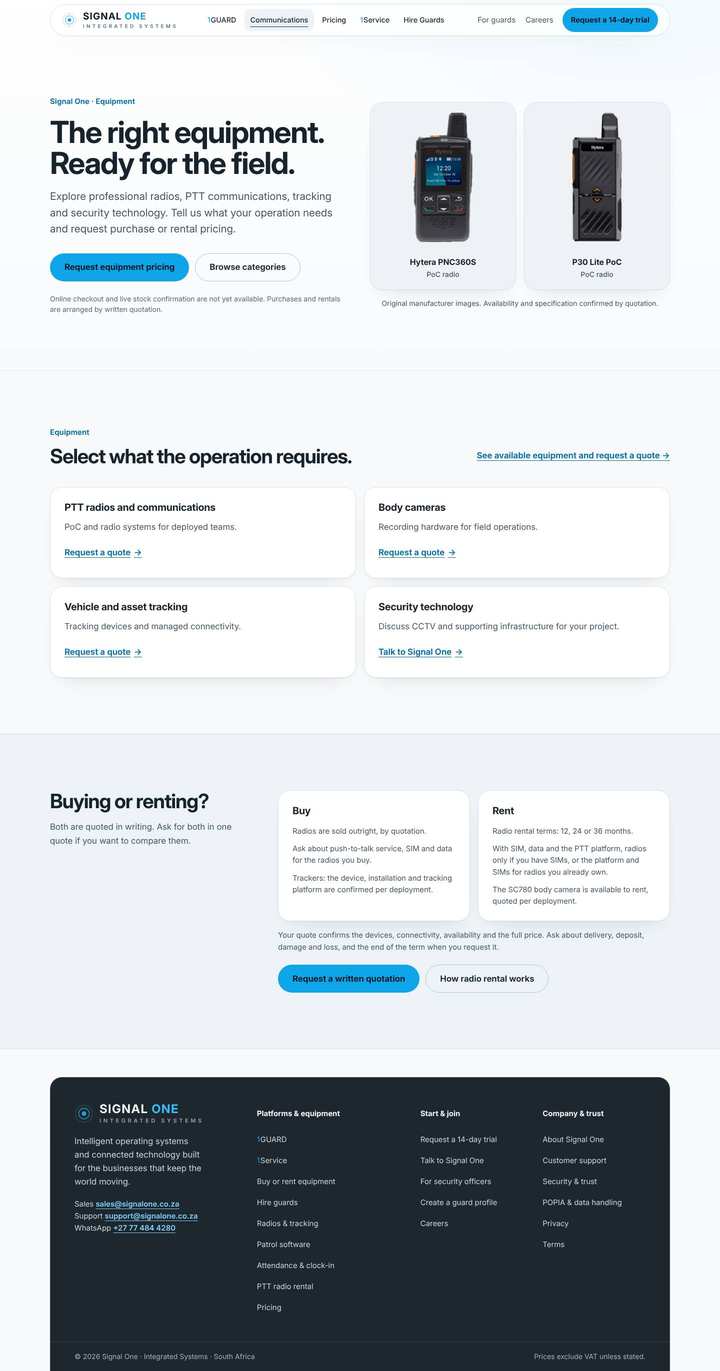 SIGNAL ONE
INTEGRATED SYSTEMS
1GUARD
Communications
Pricing
1Service
Hire Guards
For guards
Careers
Request a 14-day trial
Signal One · Equipment
The right equipment.
Ready for the field.
Explore professional radios, PTT communications, tracking
and security technology. Tell us what your operation needs
and request purchase or rental pricing.
Request equipment pricing
Browse categories
Online checkout and live stock confirmation are not yet available. Purchases and rentals
are arranged by written quotation.
Hytera
12:20
OK
Hytera PNC360S
PoC radio
Hytera
P30 Lite PoC
PoC radio
Original manufacturer images. Availability and specification confirmed by quotation.
Equipment
Select what the operation requires.
See available equipment and request a quote →
PTT radios and communications
PoC and radio systems for deployed teams.
Request a quote →
Body cameras
Recording hardware for field operations.
Request a quote →
Vehicle and asset tracking
Tracking devices and managed connectivity.
Request a quote →
Security technology
Discuss CCTV and supporting infrastructure for your project.
Talk to Signal One →
Buying or renting?
Both are quoted in writing. Ask for both in one
quote if you want to compare them.
Buy
Radios are sold outright, by quotation.
Ask about push-to-talk service, SIM and data
for the radios you buy.
Trackers: the device, installation and tracking
platform are confirmed per deployment.
Rent
Radio rental terms: 12, 24 or 36 months.
With SIM, data and the PTT platform, radios
only if you have SIMs, or the platform and
SIMs for radios you already own.
The SC780 body camera is available to rent,
quoted per deployment.
Your quote confirms the devices, connectivity, availability and the full price. Ask about delivery, deposit,
damage and loss, and the end of the term when you request it.
Request a written quotation
How radio rental works
SIGNAL ONE
INTEGRATED SYSTEMS
Intelligent operating systems
and connected technology built
for the businesses that keep the
world moving.
Sales sales@signalone.co.za
Support support@signalone.co.za
WhatsApp +27 77 484 4280
Platforms & equipment
1GUARD
1Service
Buy or rent equipment
Hire guards
Radios & tracking
Patrol software
Attendance & clock-in
PTT radio rental
Pricing
Start & join
Request a 14-day trial
Talk to Signal One
For security officers
Create a guard profile
Careers
Company & trust
About Signal One
Customer support
Security & trust
POPIA & data handling
Privacy
Terms
© 2026 Signal One · Integrated Systems · South Africa
Prices exclude VAT unless stated.